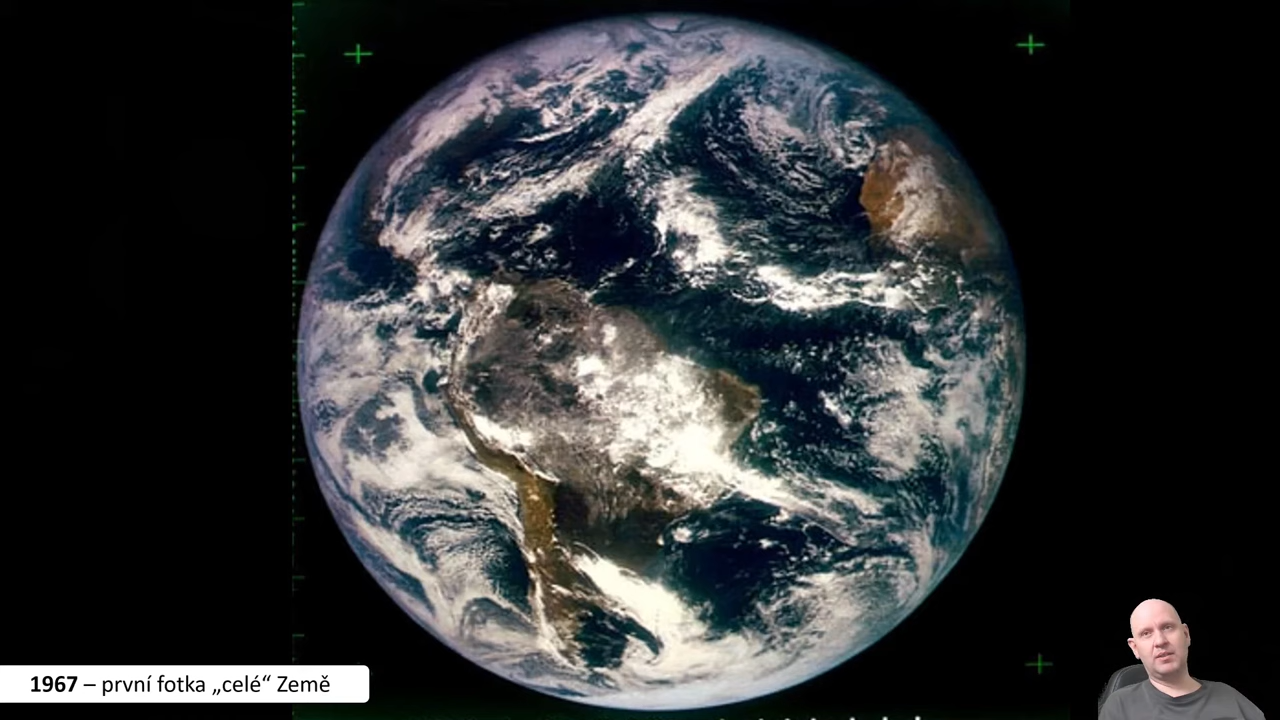 1967 – první fotka „celé“ Země